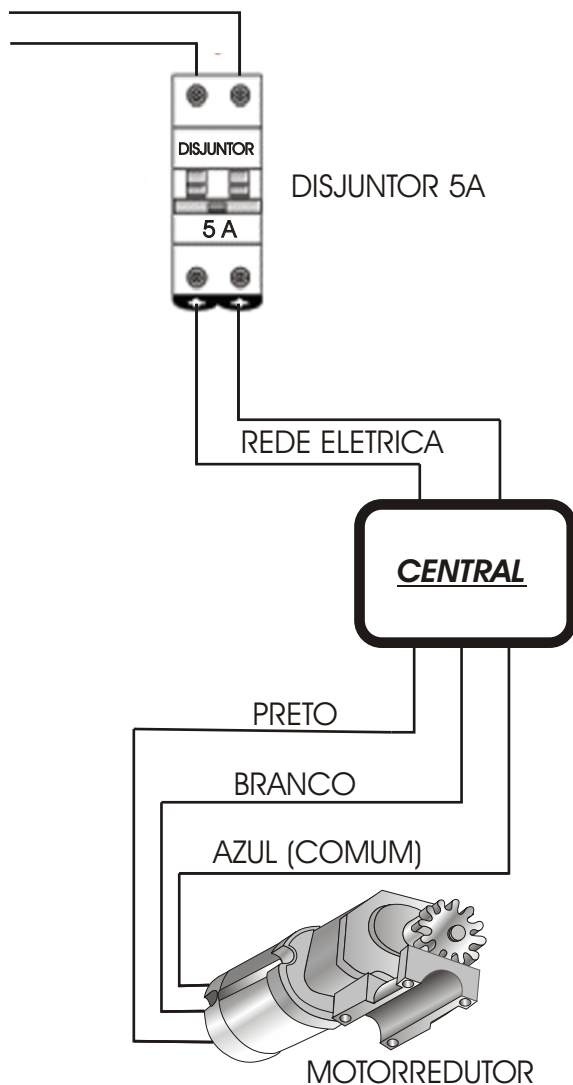 DISJUNTOR
DISJUNTOR 5A
5 A
REDE ELETRICA
CENTRAL
PRETO
BRANCO
AZUL (COMUM)
MOTORREDUTOR